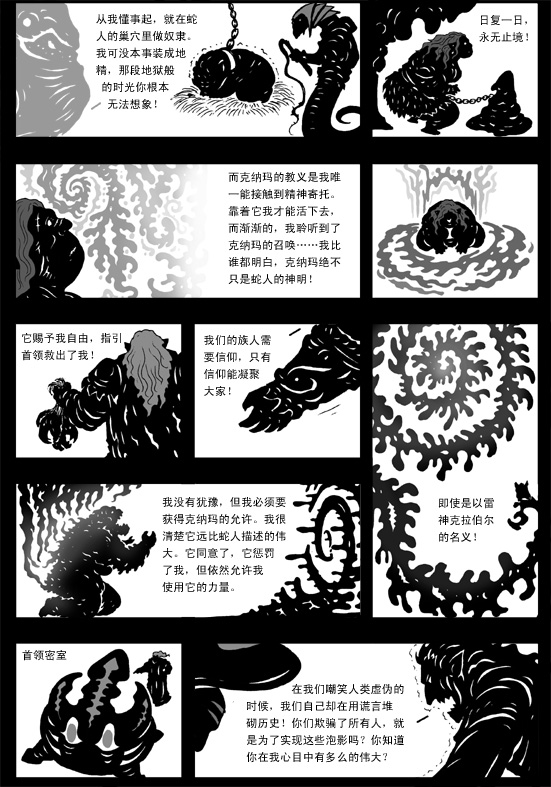 从我懂事起，就在蛇
人的巢穴里做奴隶。
我可没本事装成地
精，那段地狱般
的时光你根本
无法想象！
日复一日，
永无止境！
而克纳玛的教义是我唯
一能接触到精神寄托。
靠着它我才能活下去，
而渐渐的，我聆听到了
克纳玛的召唤……我比
谁都明白，克纳玛绝不
只是蛇人的神明！
它赐予我自由，指引
首领救出了我！
我们的族人需
要信仰，只有
信仰能凝聚
大家！
我没有犹豫，但我必须要
获得克纳玛的允许。我很
清楚它远比蛇人描述的伟
大。它同意了，它惩罚
了我，但依然允许我
使用它的力量。
即使是以雷
神克拉伯尔
的名义！
首领密室
在我们嘲笑人类虚伪的
时候，我们自己却在用谎言堆
砌历史！你们欺骗了所有人，就
是为了实现这些泡影吗？你知道
你在我心目中有多么的伟大？